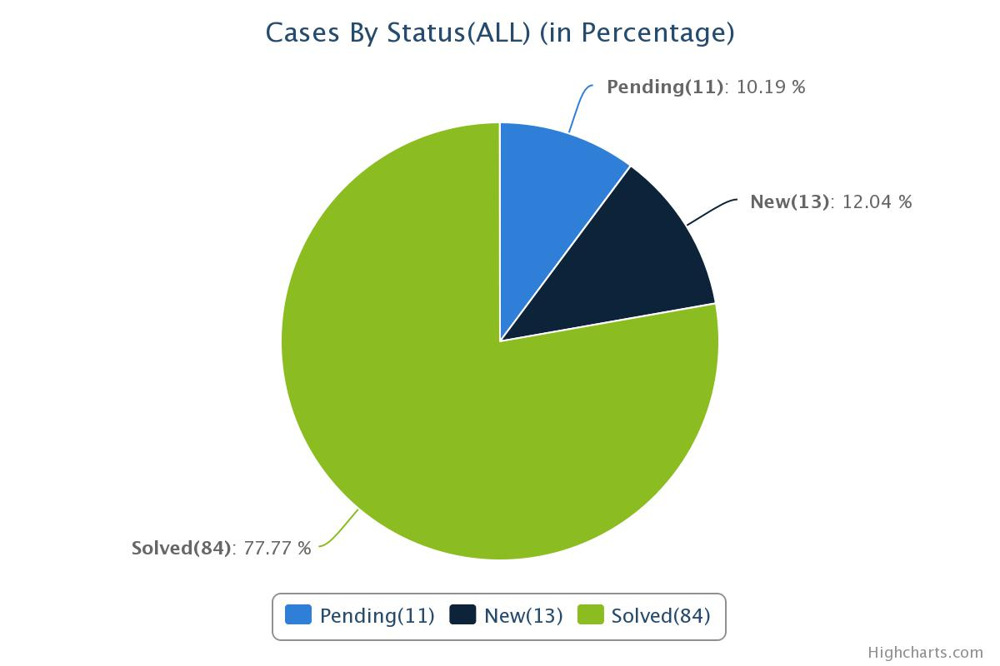 Cases By Status(ALL) (in Percentage)
Pending(11): 10.19 %
New(13): 12.04 %
Solved(84): 77.77 %
Pending(11) New(13) Solved(84)
Highcharts.com